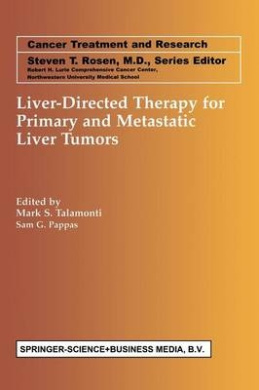 Cancer Treatment and Research
Steven T. Rosen, M.D., Series Editor
Robert H. Lurie Comprehensive Cancer Center,
Northwestern University Medical School
Liver-Directed Therapy for
Primary and Metastatic
Liver Tumors
Edited by
Mark S. Talamonti
Sam G. Pappas
SPRINGER-SCIENCE+BUSINESS MEDIA, B.V.